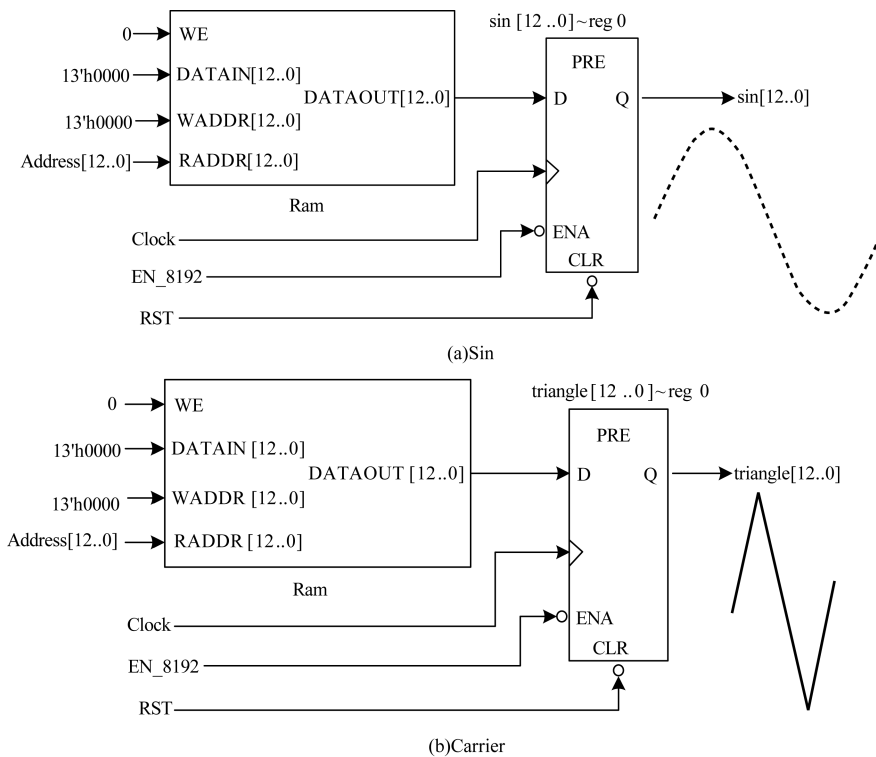 sin [12 ..0]~reg 0
0
WE
PRE
13'h0000
DATAIN[12..0]
DATAOUT[12..0]
D
Q
sin[12..0]
13'h0000
WADDR[12..0]
Address[12..0]
RADDR[12..0]
Ram
Clock
ENA
CLR
EN_8192
RST
(a)Sin
triangle[12 ..0]~reg 0
0
WE
PRE
13'h0000
DATAIN [12..0]
DATAOUT [12..0]
D
Q
triangle[12..0]
13'h0000
WADDR [12..0]
Address[12..0]
RADDR [12..0]
Ram
Clock
ENA
CLR
EN_8192
RST
(b)Carrier